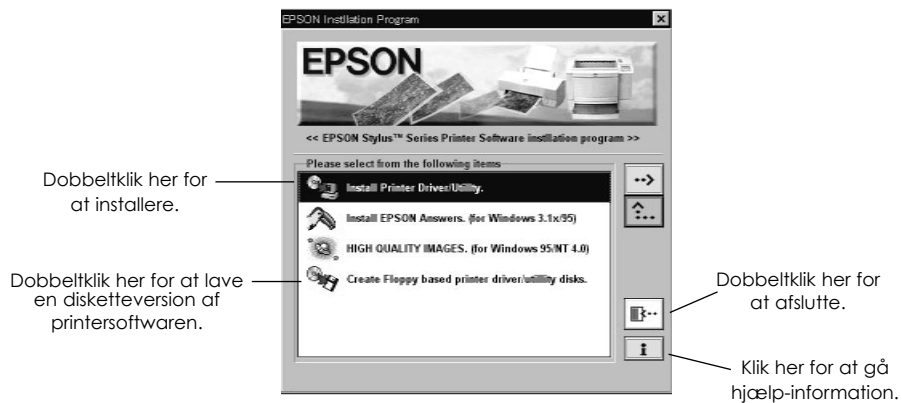 EPSON Instllation Program
EPSON
<< EPSON Stylus™ Series Printer Software instllation program >>
Please select from the following items
Install Printer Driver/Utility.
Install EPSON Answers. (for Windows 3.1x/95)
HIGH QUALITY IMAGES. (for Windows 95/NT 4.0)
Create Floppy based printer driver/utillity disks.
Dobbeltklik her for
at installere.
Dobbeltklik her for at lave
en disketteversion af
printersoftwaren.
Dobbeltklik her for
at afslutte.
Klik her for at gå
hjælp-information.